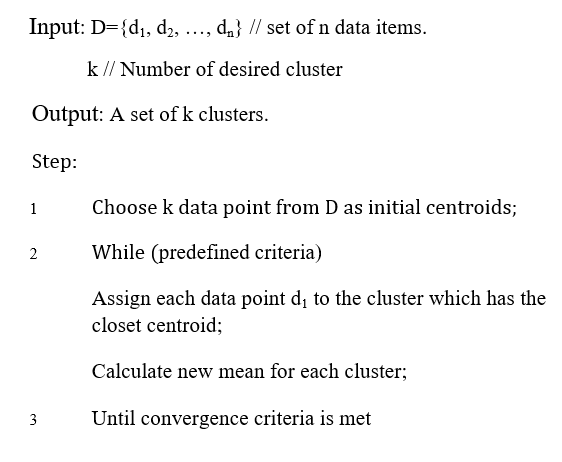 Input: D={d₁, d₂, ..., dₙ} // set of n data items.
k // Number of desired cluster
Output: A set of k clusters.
Step:
1 Choose k data point from D as initial centroids;
2 While (predefined criteria)
Assign each data point d₁ to the cluster which has the
closet centroid;
Calculate new mean for each cluster;
3 Until convergence criteria is met